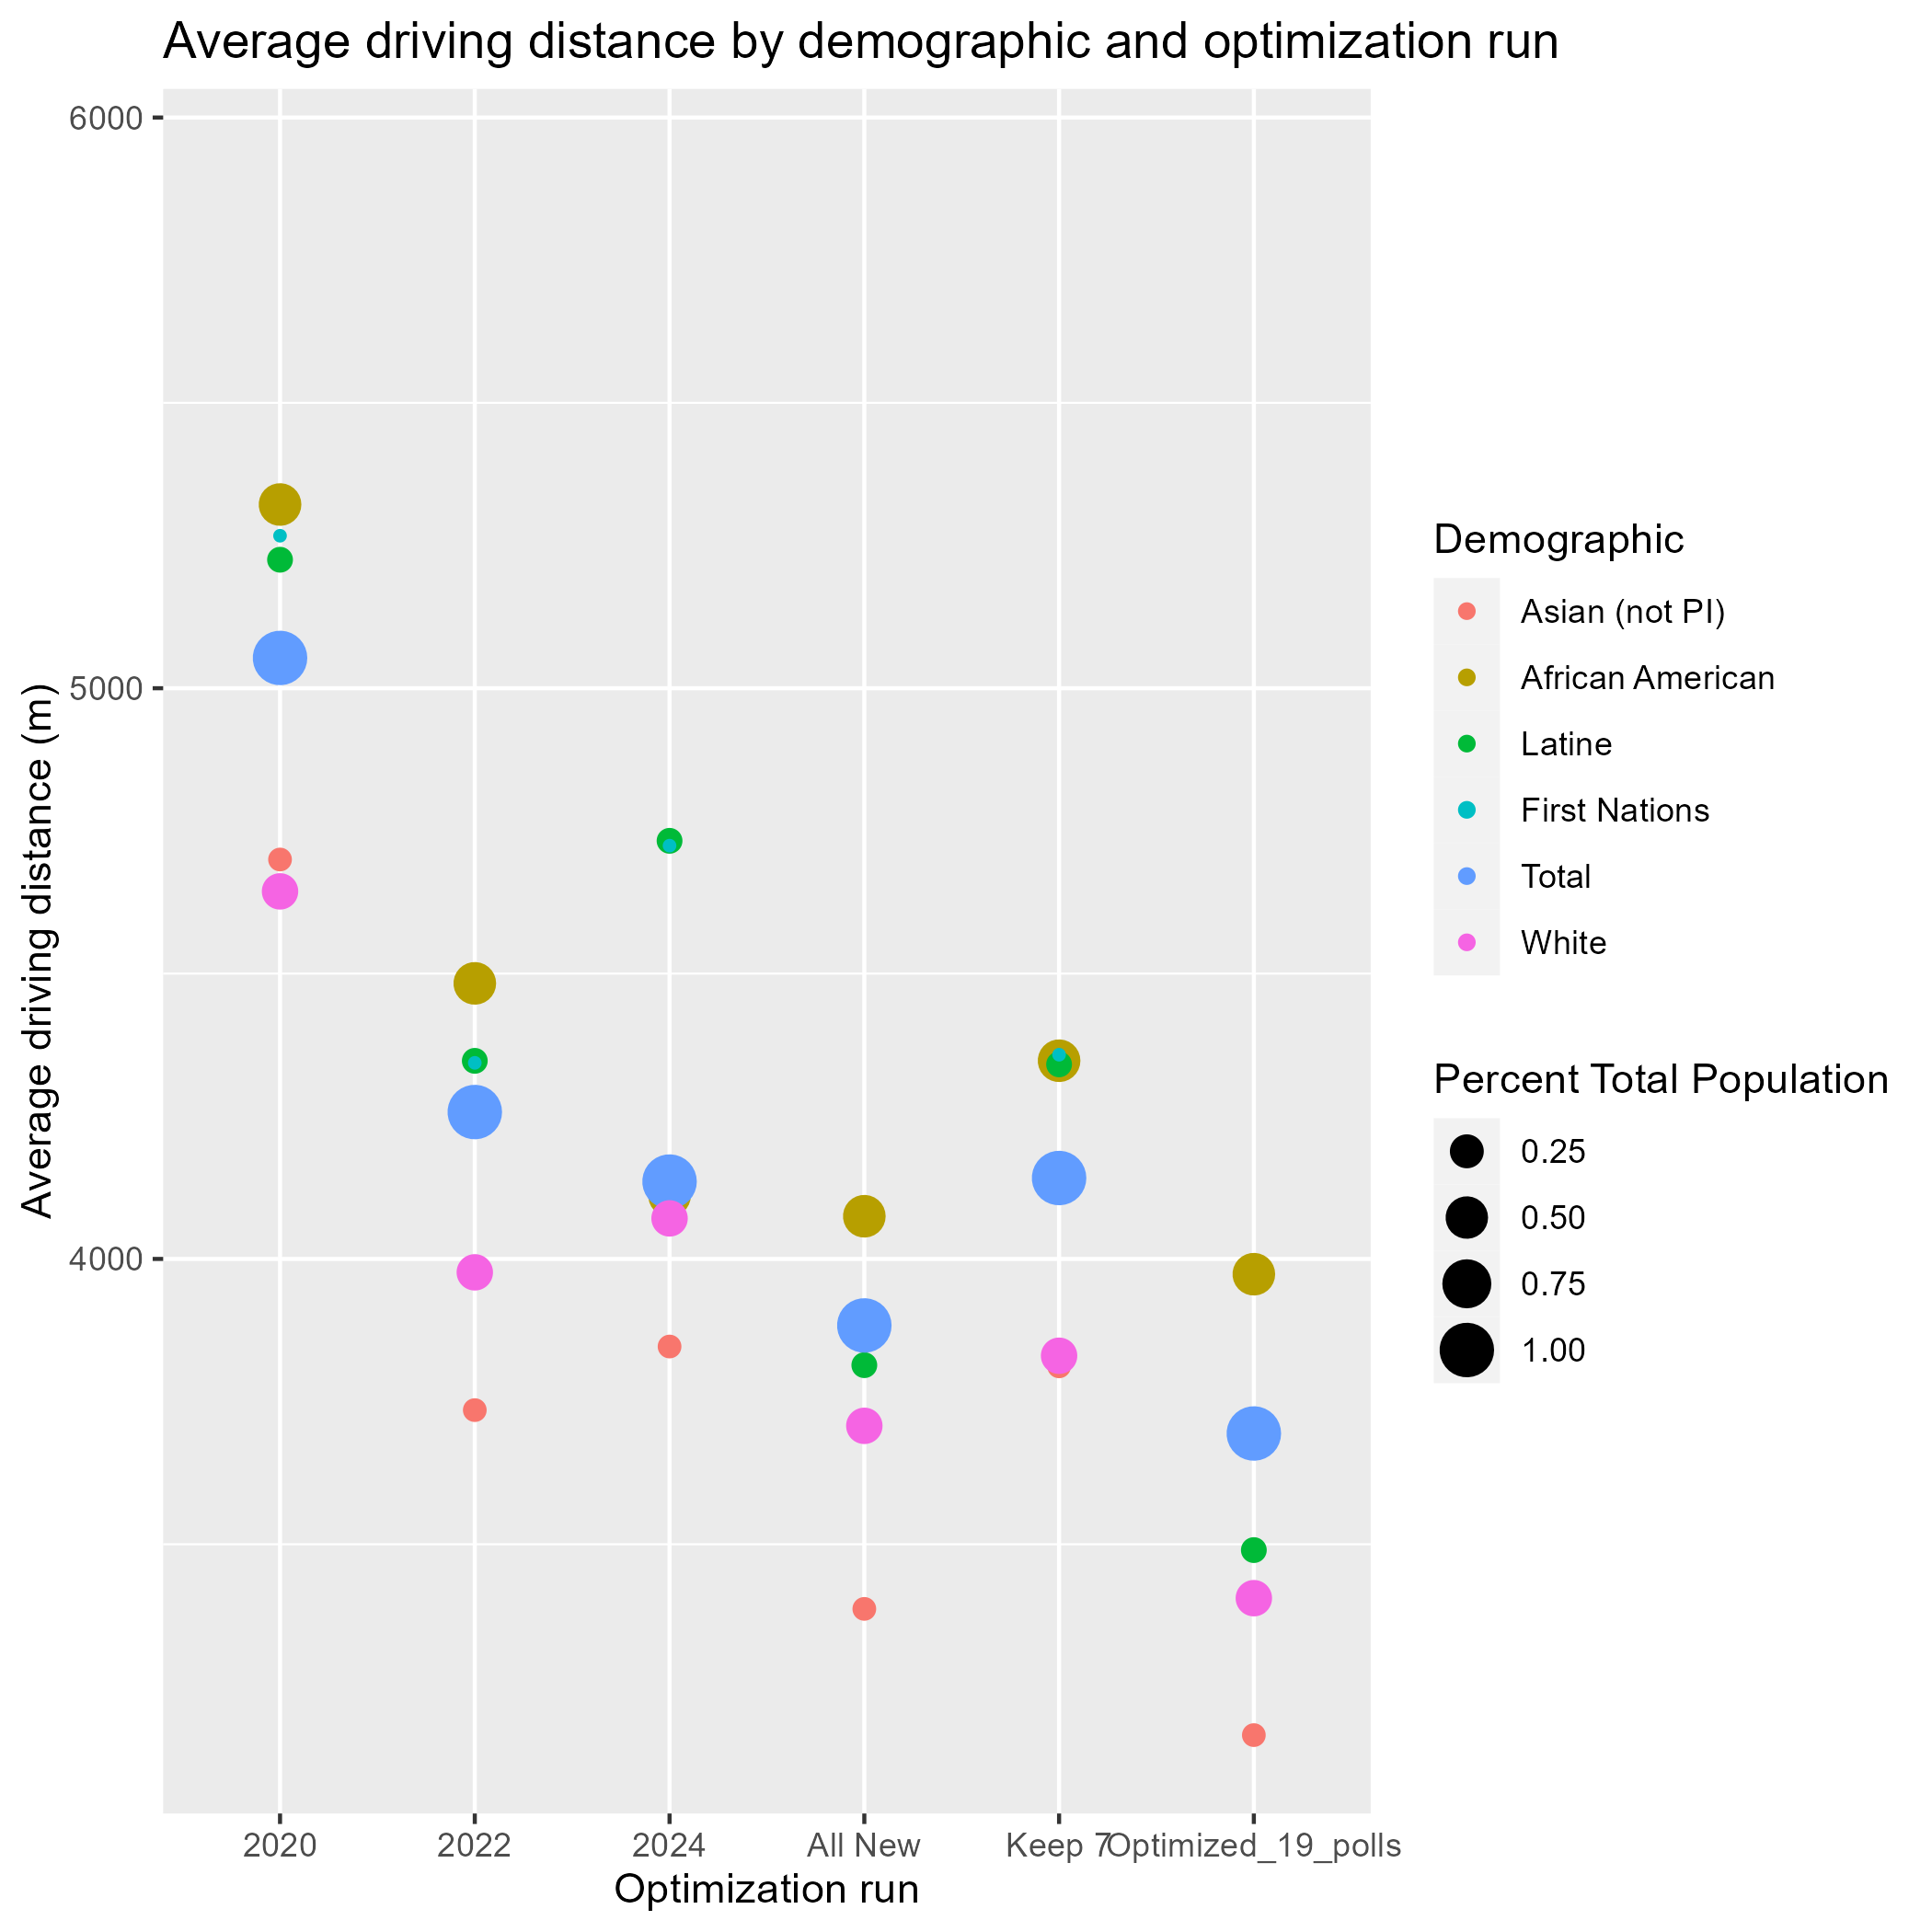 Average driving distance by demographic and optimization run
Average driving distance (m)
6000
5000
4000
2020
2022
2024
All New
Keep 7
Optimized_19_polls
Optimization run
Demographic
Asian (not PI)
African American
Latine
First Nations
Total
White
Percent Total Population
0.25
0.50
0.75
1.00